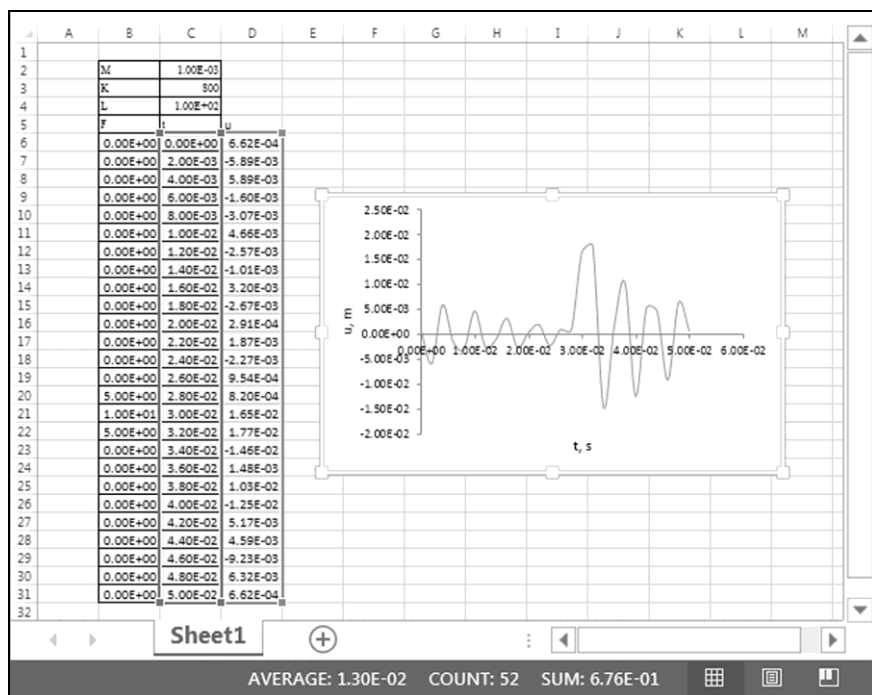 A B C D E F G H I J K L M
1
2 M 1.00E-03
3 K 800
4 L 1.00E+02
5 F t u
6 0.00E+00 0.00E+00 6.62E-04
7 0.00E+00 2.00E-03 -5.89E-03
8 0.00E+00 4.00E-03 5.89E-03
9 0.00E+00 6.00E-03 -1.60E-03
10 0.00E+00 8.00E-03 -3.07E-03
11 0.00E+00 1.00E-02 4.66E-03
12 0.00E+00 1.20E-02 -2.57E-03
13 0.00E+00 1.40E-02 -1.01E-03
14 0.00E+00 1.60E-02 3.20E-03
15 0.00E+00 1.80E-02 -2.67E-03
16 0.00E+00 2.00E-02 2.91E-04
17 0.00E+00 2.20E-02 1.87E-03
18 0.00E+00 2.40E-02 -2.27E-03
19 0.00E+00 2.60E-02 9.54E-04
20 5.00E+00 2.80E-02 8.20E-04
21 1.00E+01 3.00E-02 1.65E-02
22 5.00E+00 3.20E-02 1.77E-02
23 0.00E+00 3.40E-02 -1.46E-02
24 0.00E+00 3.60E-02 1.48E-03
25 0.00E+00 3.80E-02 1.03E-02
26 0.00E+00 4.00E-02 -1.25E-02
27 0.00E+00 4.20E-02 5.17E-03
28 0.00E+00 4.40E-02 4.59E-03
29 0.00E+00 4.60E-02 -9.23E-03
30 0.00E+00 4.80E-02 6.32E-03
31 0.00E+00 5.00E-02 6.62E-04
32
2.50E-02
2.00E-02
1.50E-02
1.00E-02
5.00E-03
0.00E+00
-5.00E-03
-1.00E-02
-1.50E-02
-2.00E-02
u, m
0.00E+00 1.00E-02 2.00E-02 3.00E-02 4.00E-02 5.00E-02 6.00E-02
t, s
Sheet1
AVERAGE: 1.30E-02 COUNT: 52 SUM: 6.76E-01